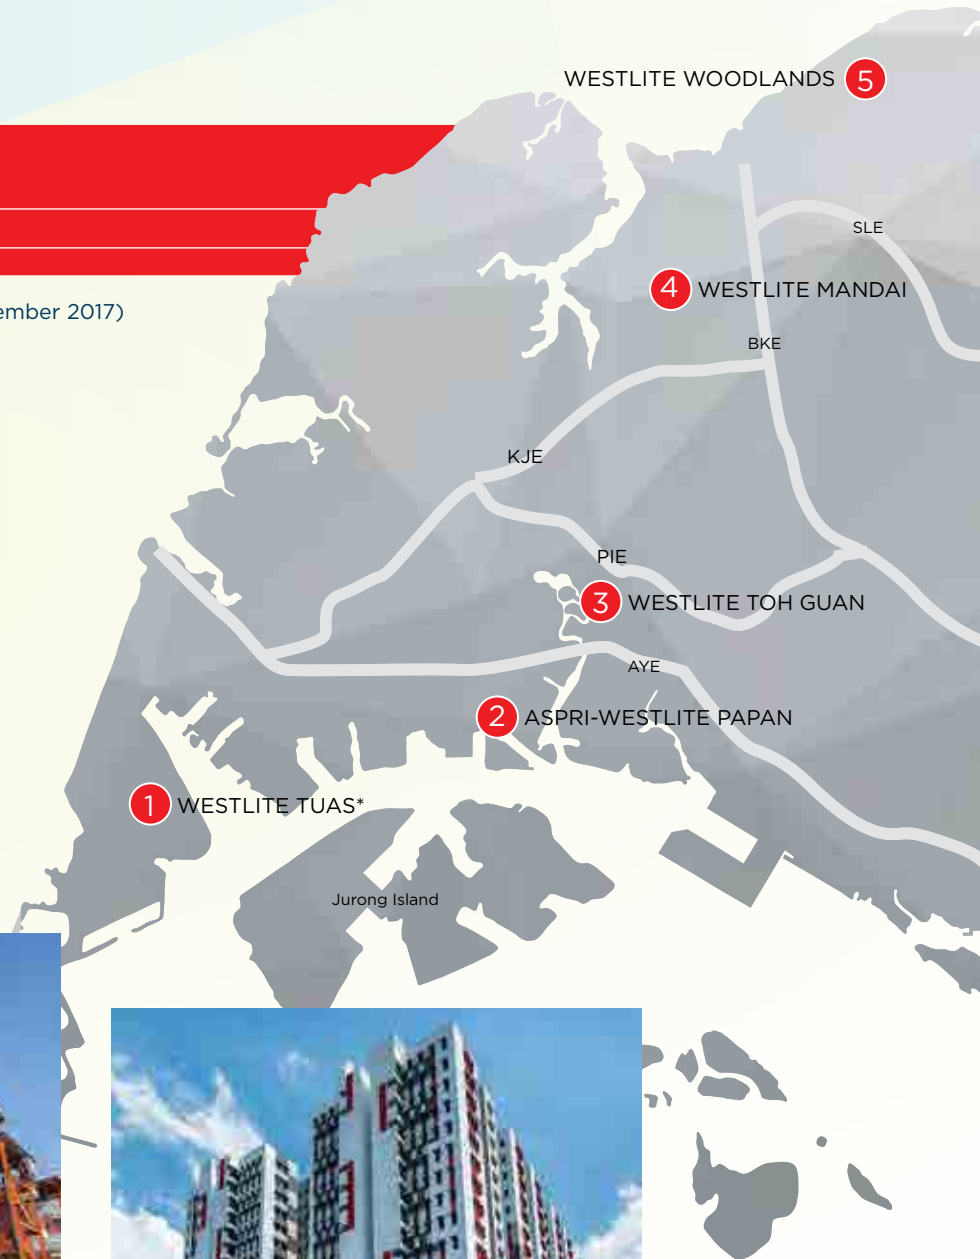 WESTLITE WOODLANDS 5
SLE
4 WESTLITE MANDAI
2017)
BKE
KJE
PIE
3 WESTLITE TOH GUAN
AYE
2 ASPRI-WESTLITE PAPAN
1 WESTLITE TUAS*
Jurong Island